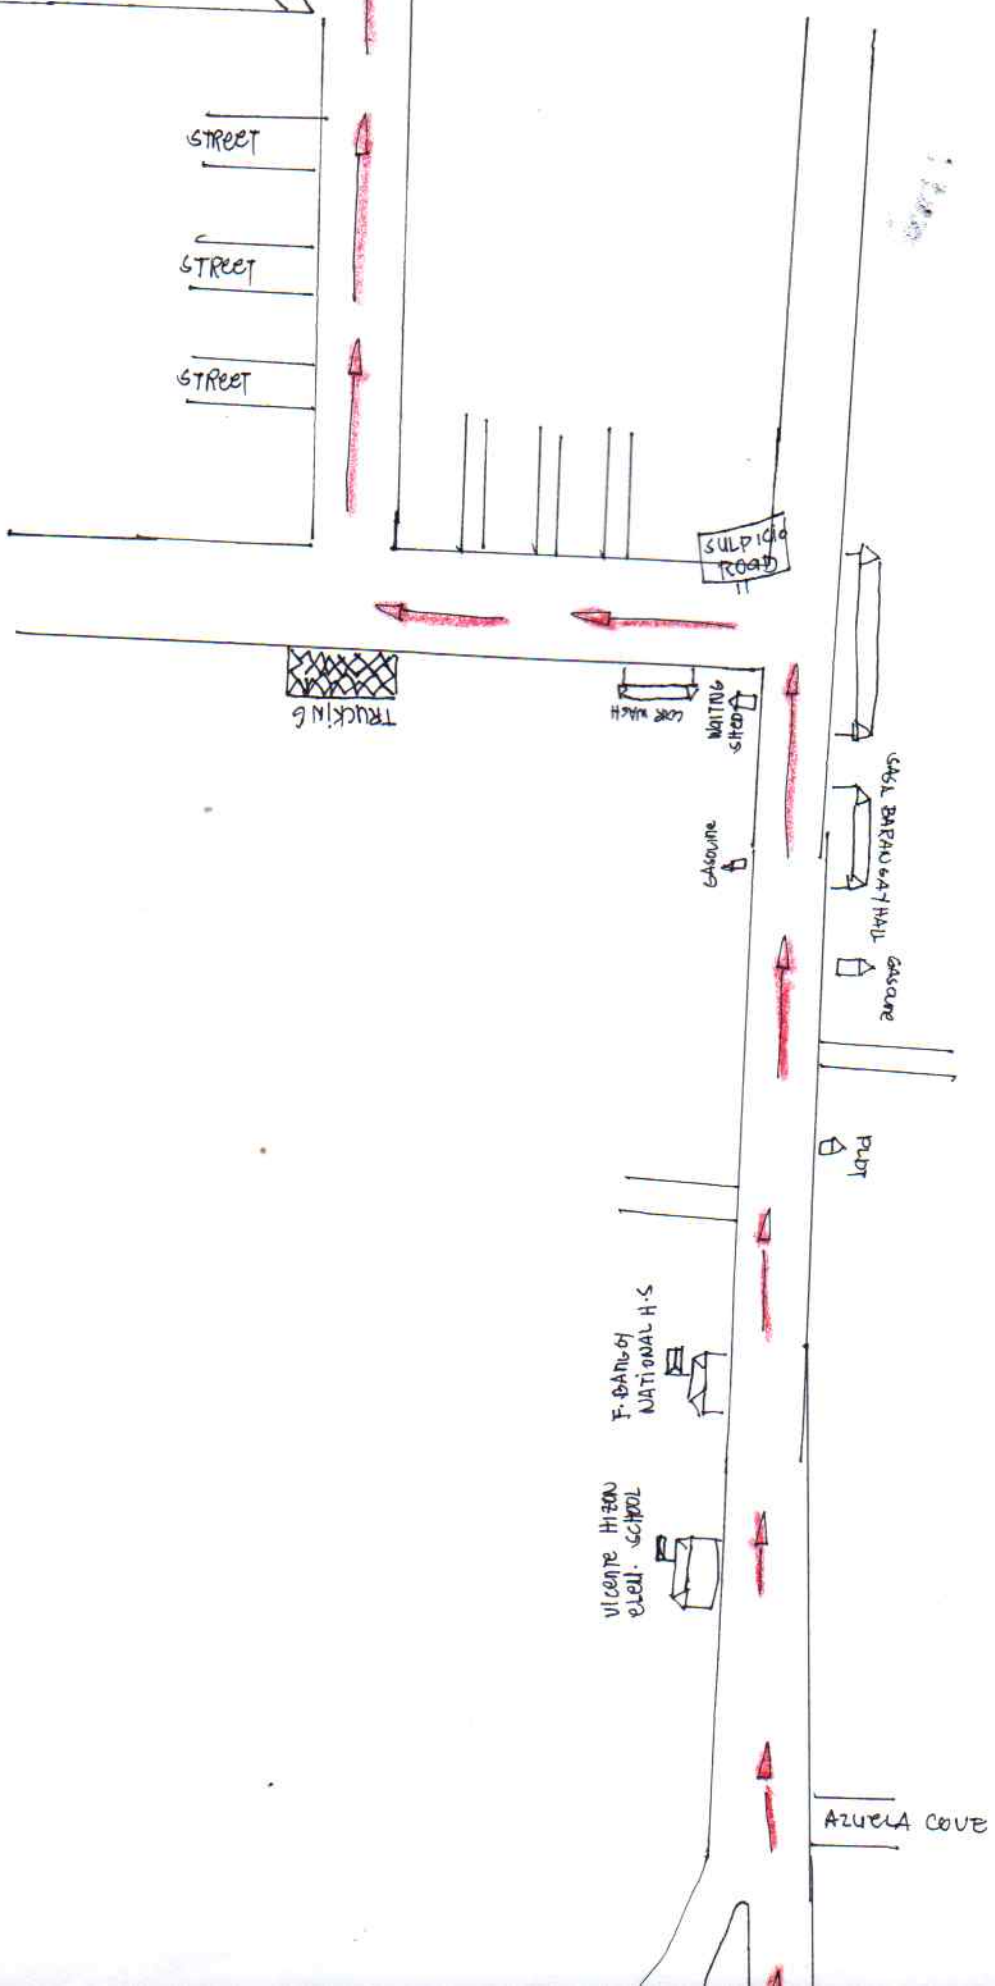 STREET
STREET
STREET
SULPICIO
ROAD
TRUCKING
CAR WASH
WAITING
SHED
GASOLINE
SASA BARANGAY HALL
GASOLINE
PLDT
F. BANGOY
NATIONAL H.S
VICENTE HIZON
ELEM. SCHOOL
AZUELA COVE